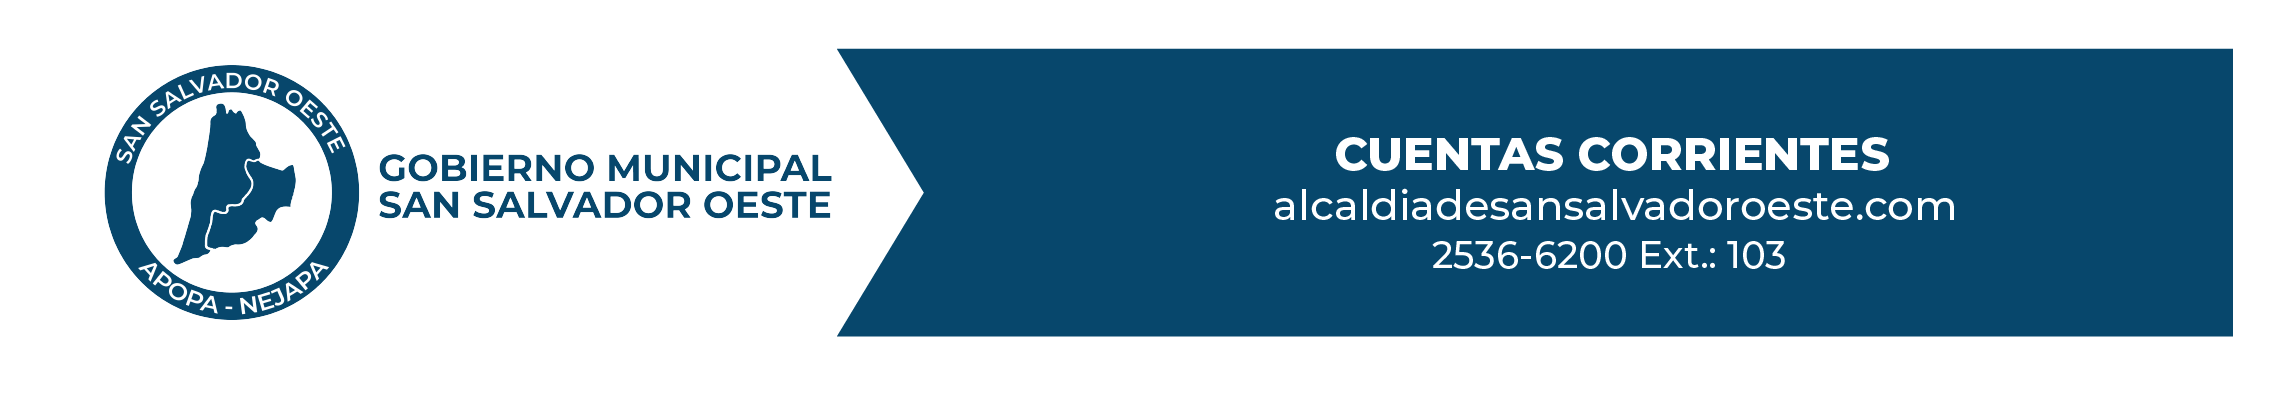 SAN SALVADOR OESTE
APOPA - NEJAPA
GOBIERNO MUNICIPAL
SAN SALVADOR OESTE
CUENTAS CORRIENTES
alcaldiadesansalvadoroeste.com
2536-6200 Ext.: 103